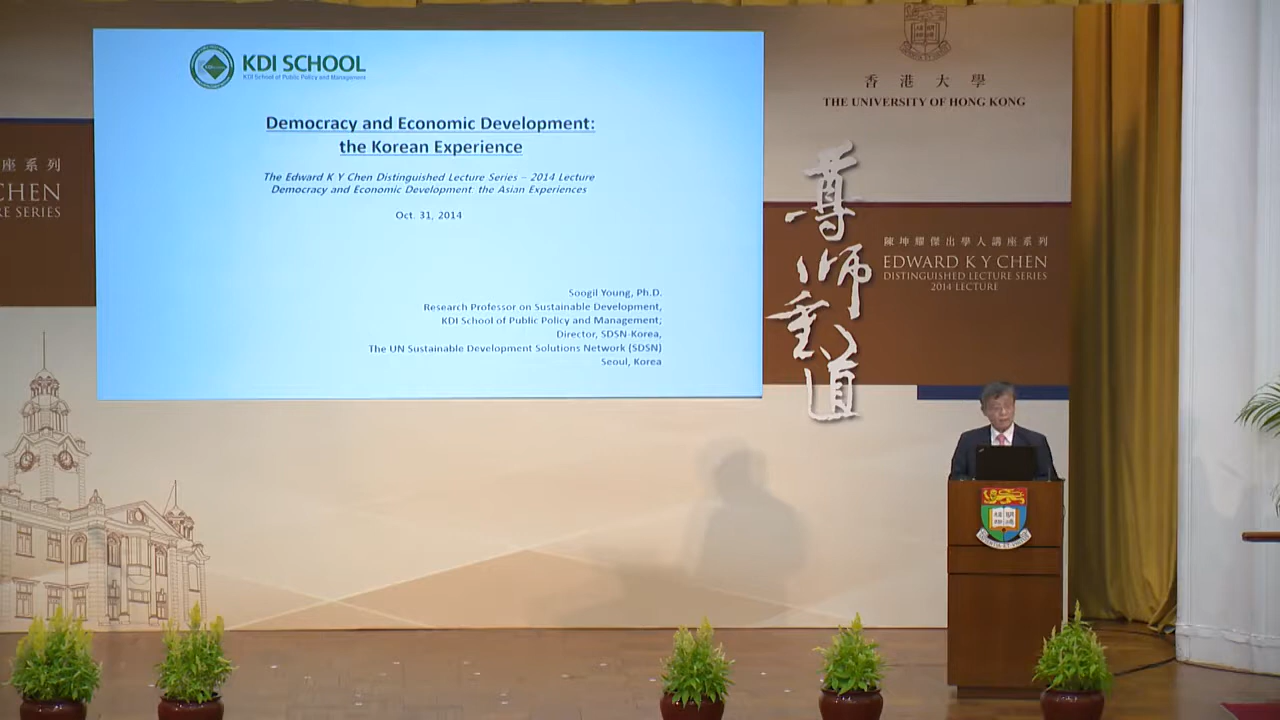 KDI SCHOOL
KDI School of Public Policy and Management
Democracy and Economic Development:
the Korean Experience
The Edward K Y Chen Distinguished Lecture Series – 2014 Lecture
Democracy and Economic Development: the Asian Experiences
Oct. 31, 2014
Soogil Young, Ph.D.
Research Professor on Sustainable Development,
KDI School of Public Policy and Management;
Director, SDSN-Korea,
The UN Sustainable Development Solutions Network (SDSN)
Seoul, Korea
香港大學
THE UNIVERSITY OF HONG KONG
尊師重道
陳坤耀傑出學人講座系列
EDWARD K Y CHEN
DISTINGUISHED LECTURE SERIES
2014 LECTURE
座系列
CHEN
RE SERIES